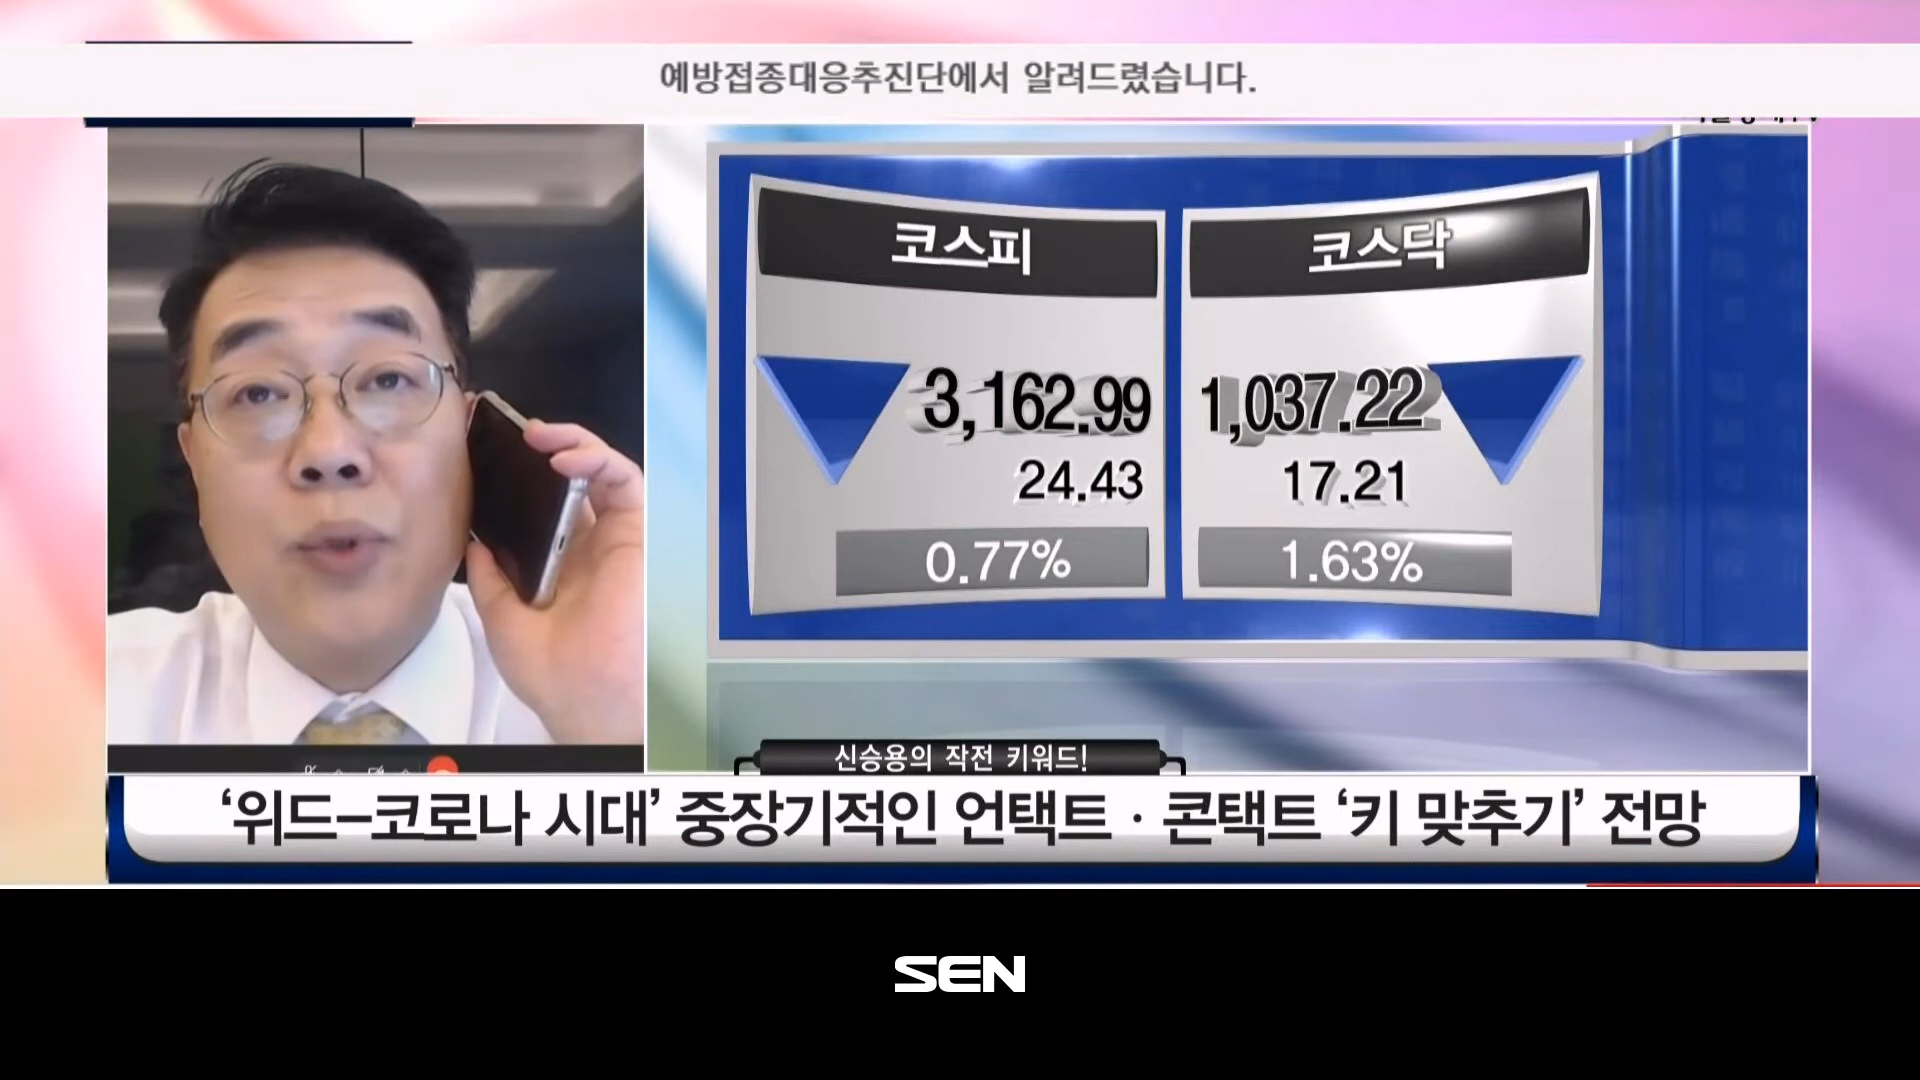 예방접종대응추진단에서 알려드렸습니다.
코스피
3,162.99
24.43
0.77%
코스닥
1,037.22
17.21
1.63%
신승용의 작전 키워드!
‘위드-코로나 시대’ 중장기적인 언택트 · 콘택트 ‘키 맞추기’ 전망
SEN